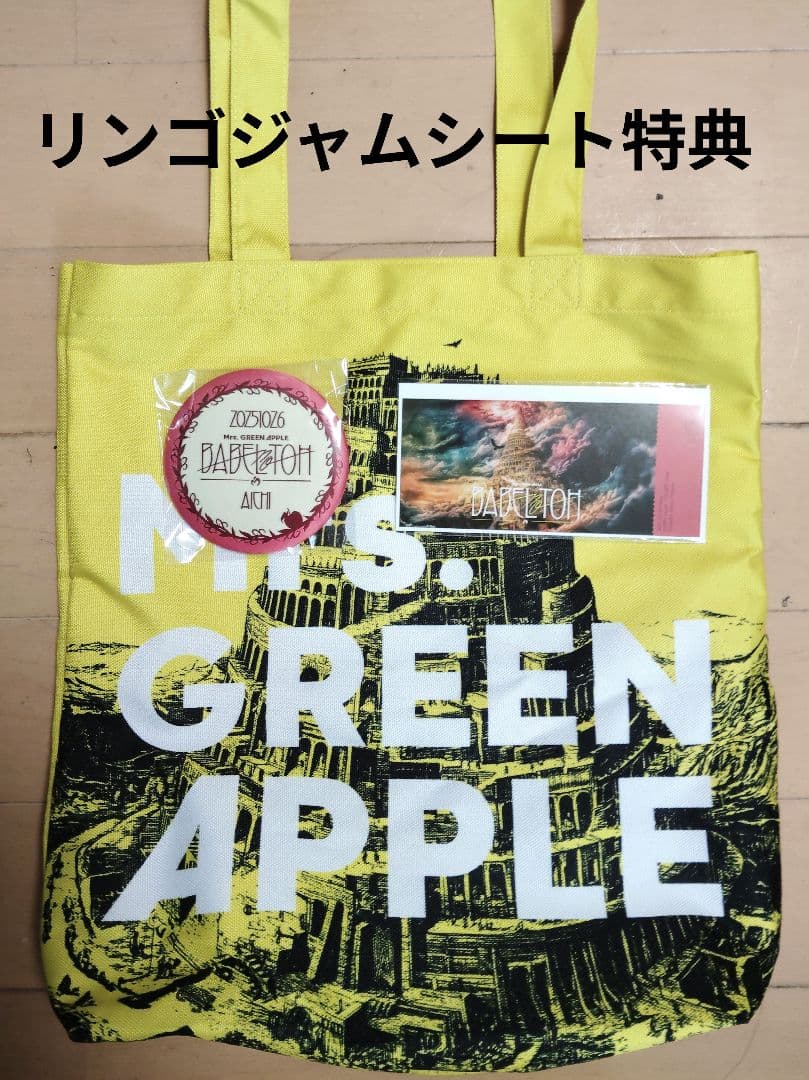 リンゴジャムシート特典
20251026
Mrs. GREEN APPLE
BABEL no TOH
AICHI
BABEL no TOH
Mrs.
GREEN
APPLE